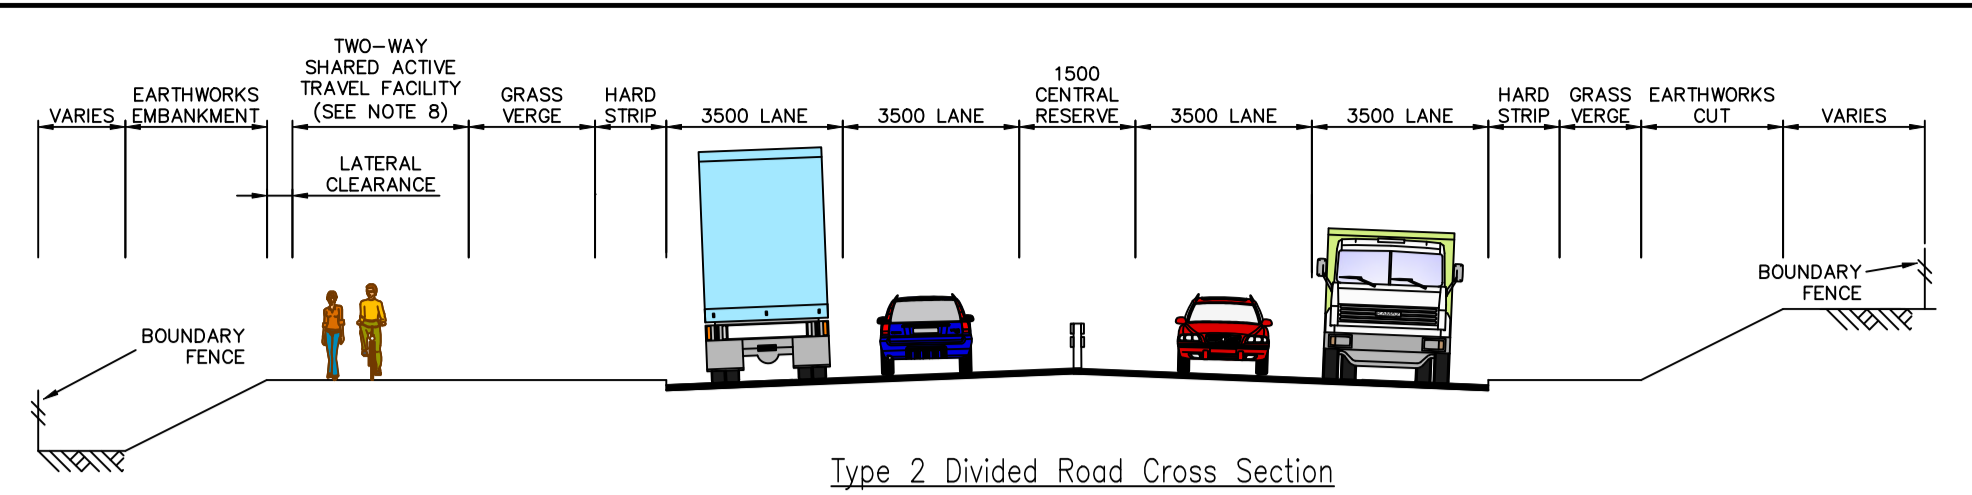 TWO-WAY
SHARED ACTIVE
TRAVEL FACILITY
(SEE NOTE 8)
VARIES
EARTHWORKS
EMBANKMENT
GRASS
VERGE
HARD
STRIP
3500 LANE
3500 LANE
1500
CENTRAL
RESERVE
3500 LANE
3500 LANE
HARD
STRIP
GRASS
VERGE
EARTHWORKS
CUT
VARIES
LATERAL
CLEARANCE
BOUNDARY
FENCE
BOUNDARY
FENCE
Type 2 Divided Road Cross Section